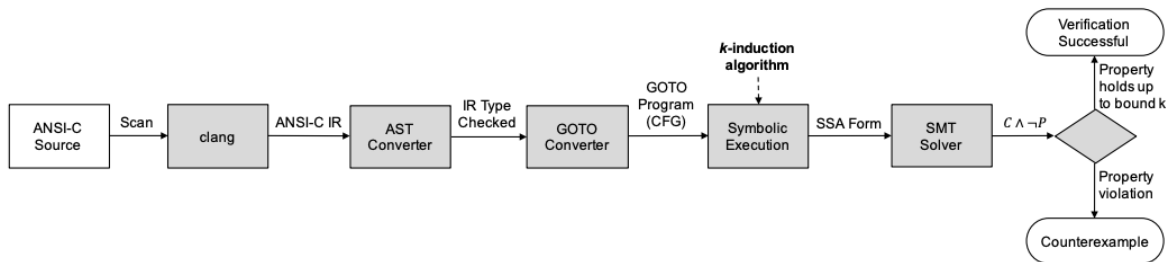 ANSI-C
Source
Scan
clang
ANSI-C IR
AST
Converter
IR Type
Checked
GOTO
Converter
GOTO
Program
(CFG)
k-induction
algorithm
Symbolic
Execution
SSA Form
SMT
Solver
C ∧ ¬P
Verification
Successful
Property
holds up
to bound k
Property
violation
Counterexample